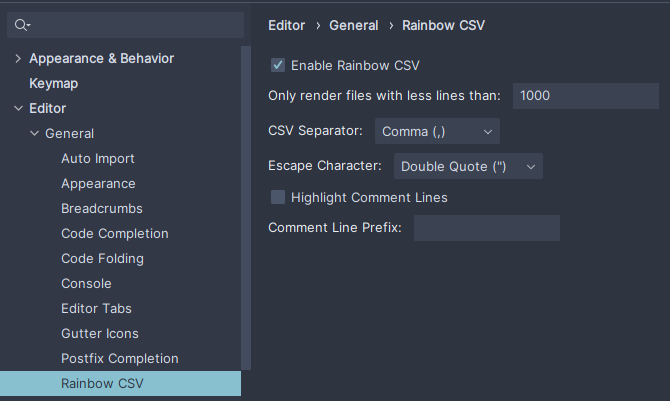 Appearance & Behavior
Keymap
Editor
General
Auto Import
Appearance
Breadcrumbs
Code Completion
Code Folding
Console
Editor Tabs
Gutter Icons
Postfix Completion
Rainbow CSV
Editor › General › Rainbow CSV
Enable Rainbow CSV
Only render files with less lines than: 1000
CSV Separator: Comma (,)
Escape Character: Double Quote (")
Highlight Comment Lines
Comment Line Prefix: